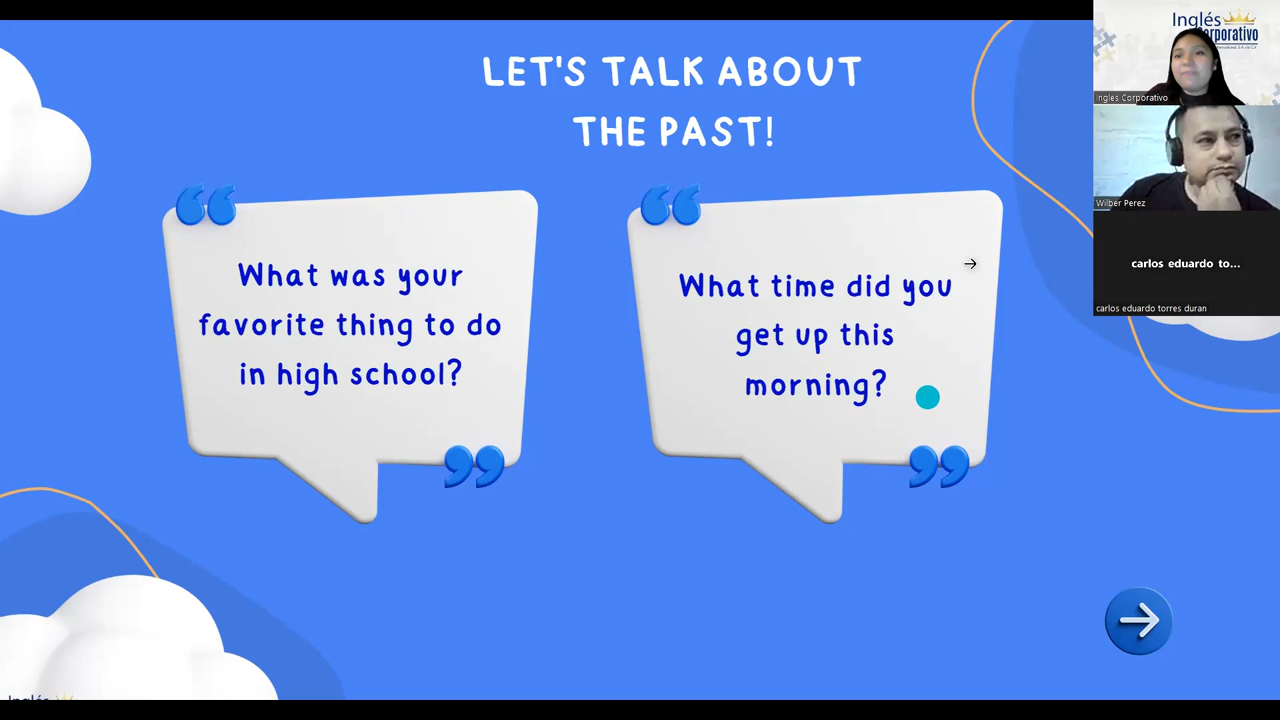 LET'S TALK ABOUT
THE PAST!
What was your
favorite thing to do
in high school?
What time did you
get up this
morning?
Inglés
Corporativo
Ingles Corporativo
Wilber Perez
carlos eduardo to...
carlos eduardo torres duran
Inglés